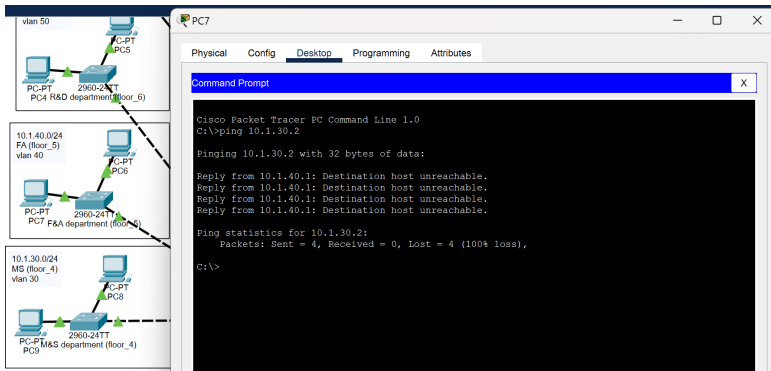 vlan 50
PC-PT
PC5
PC-PT
PC4
2960-24TT
R&D department(floor_6)
10.1.40.0/24
FA (floor_5)
vlan 40
PC-PT
PC6
PC-PT
PC7
2960-24TT
F&A department (floor_5)
10.1.30.0/24
MS (floor_4)
vlan 30
PC-PT
PC8
PC-PT
PC9
2960-24TT
M&S department (floor_4)
PC7
Physical Config Desktop Programming Attributes
Command Prompt X
Cisco Packet Tracer PC Command Line 1.0
C:\>ping 10.1.30.2
Pinging 10.1.30.2 with 32 bytes of data:
Reply from 10.1.40.1: Destination host unreachable.
Reply from 10.1.40.1: Destination host unreachable.
Reply from 10.1.40.1: Destination host unreachable.
Reply from 10.1.40.1: Destination host unreachable.
Ping statistics for 10.1.30.2:
Packets: Sent = 4, Received = 0, Lost = 4 (100% loss),
C:\>